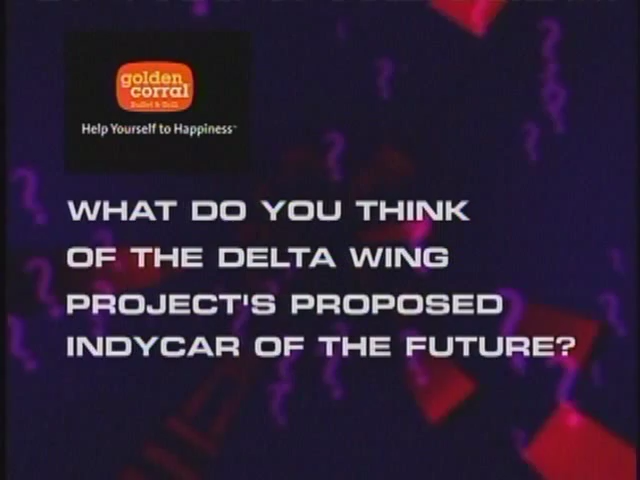 golden
corral
Buffet & Grill
Help Yourself to Happiness™
WHAT DO YOU THINK
OF THE DELTA WING
PROJECT'S PROPOSED
INDYCAR OF THE FUTURE?